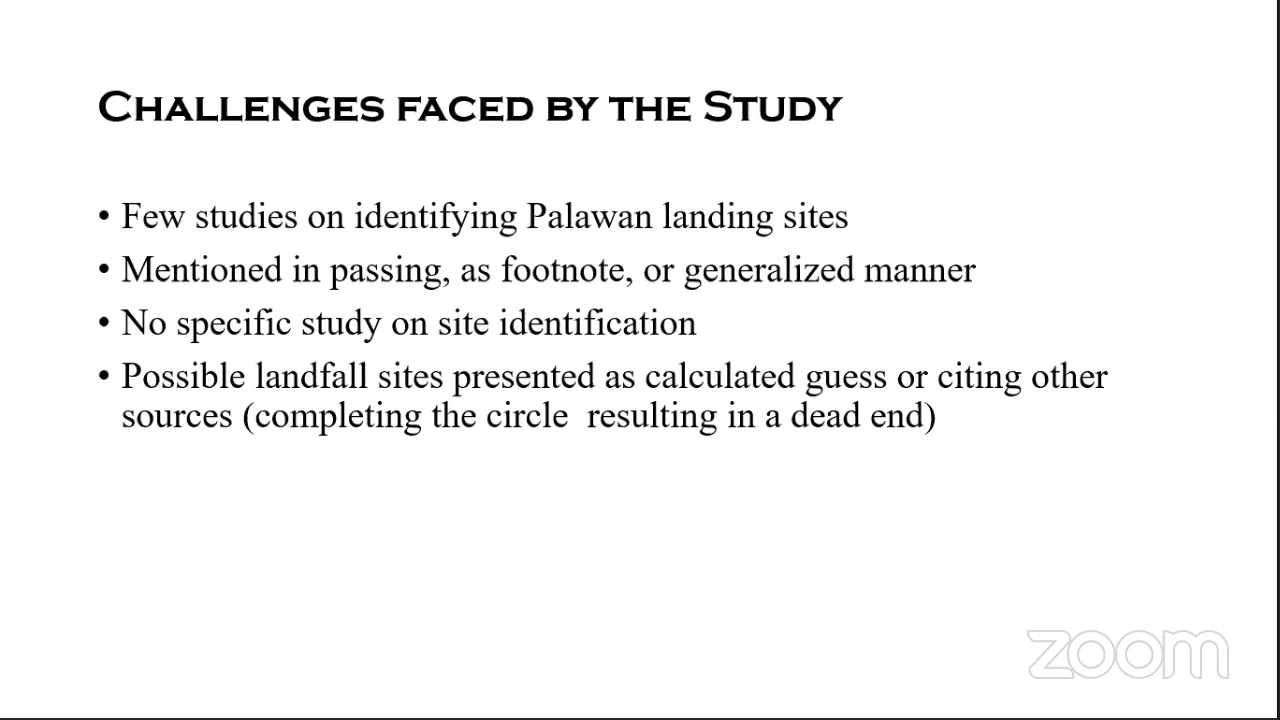 Challenges faced by the Study
• Few studies on identifying Palawan landing sites
• Mentioned in passing, as footnote, or generalized manner
• No specific study on site identification
• Possible landfall sites presented as calculated guess or citing other
sources (completing the circle  resulting in a dead end)
zoom